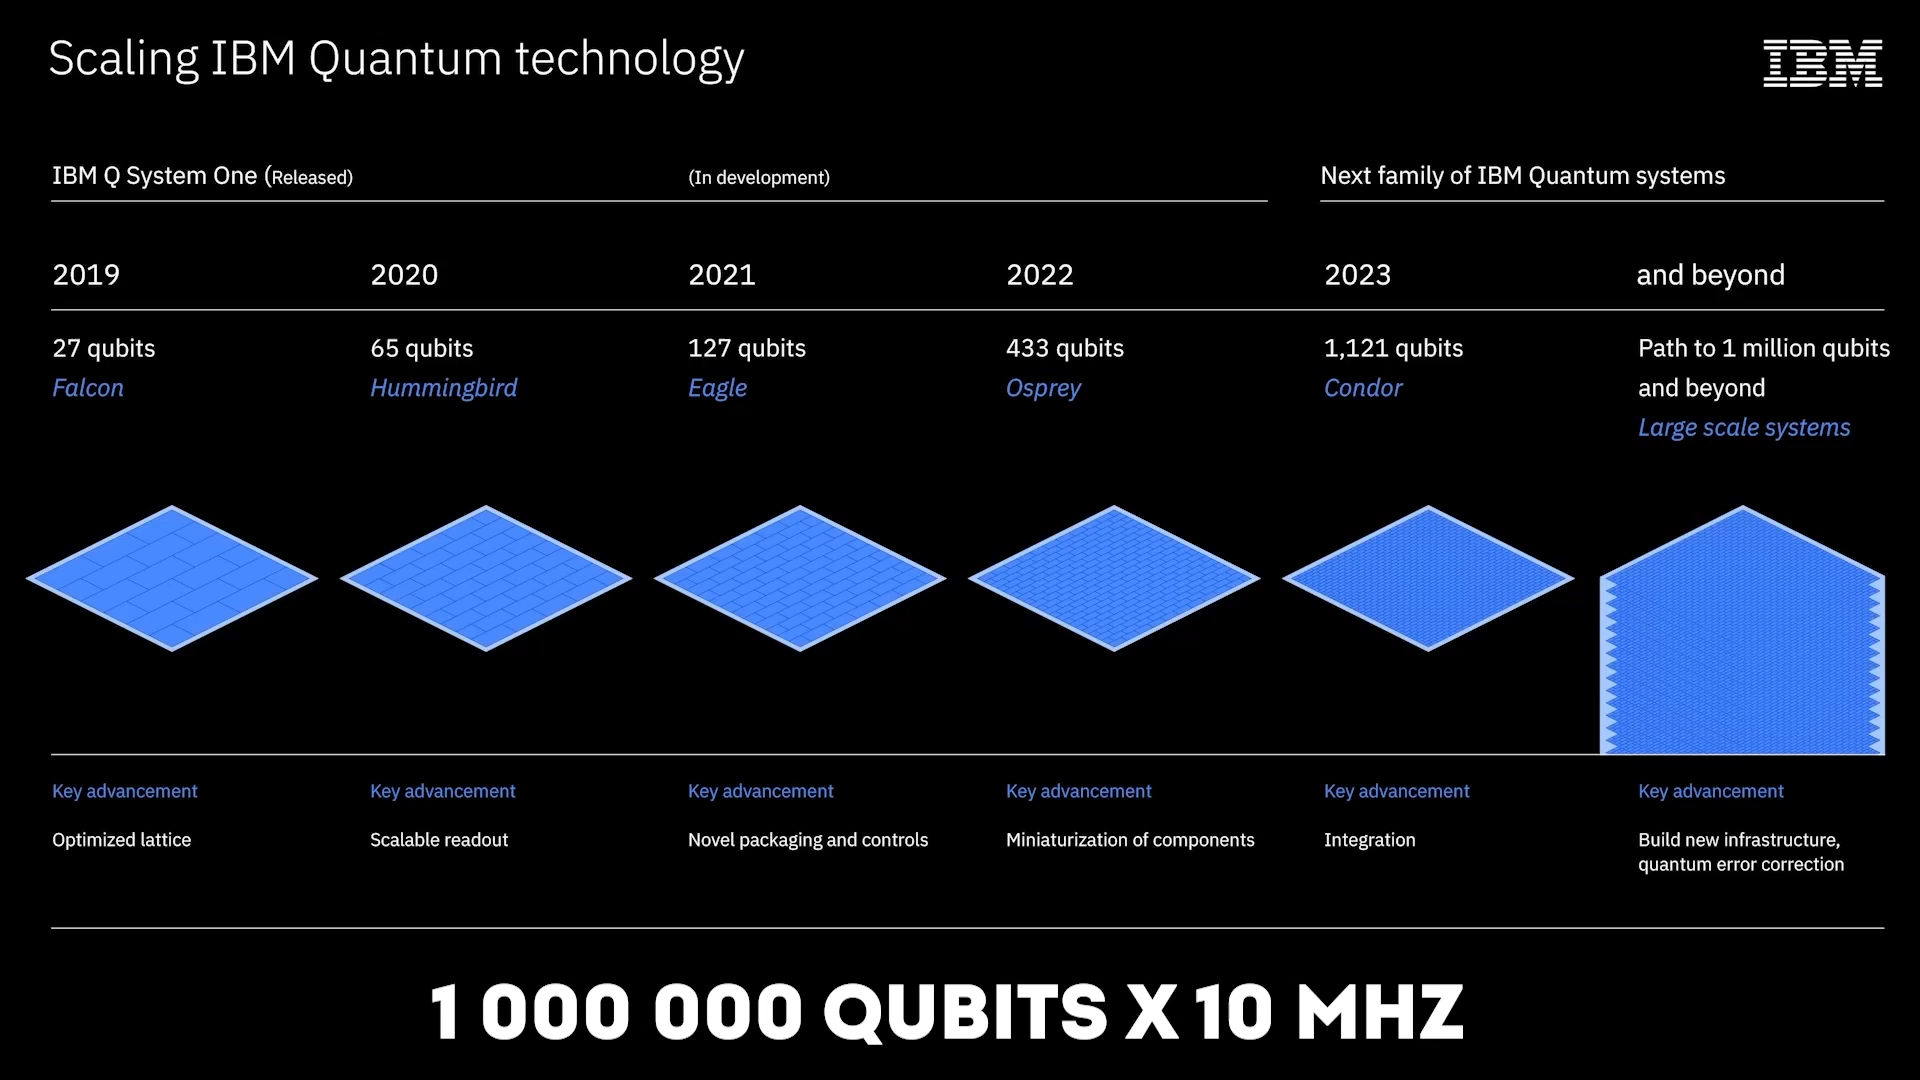 Scaling IBM Quantum technology
IBM
IBM Q System One (Released)
(In development)
Next family of IBM Quantum systems
2019
2020
2021
2022
2023
and beyond
27 qubits
Falcon
65 qubits
Hummingbird
127 qubits
Eagle
433 qubits
Osprey
1,121 qubits
Condor
Path to 1 million qubits
and beyond
Large scale systems
Key advancement
Optimized lattice
Key advancement
Scalable readout
Key advancement
Novel packaging and controls
Key advancement
Miniaturization of components
Key advancement
Integration
Key advancement
Build new infrastructure,
quantum error correction
1 000 000 QUBITS X 10 MHZ